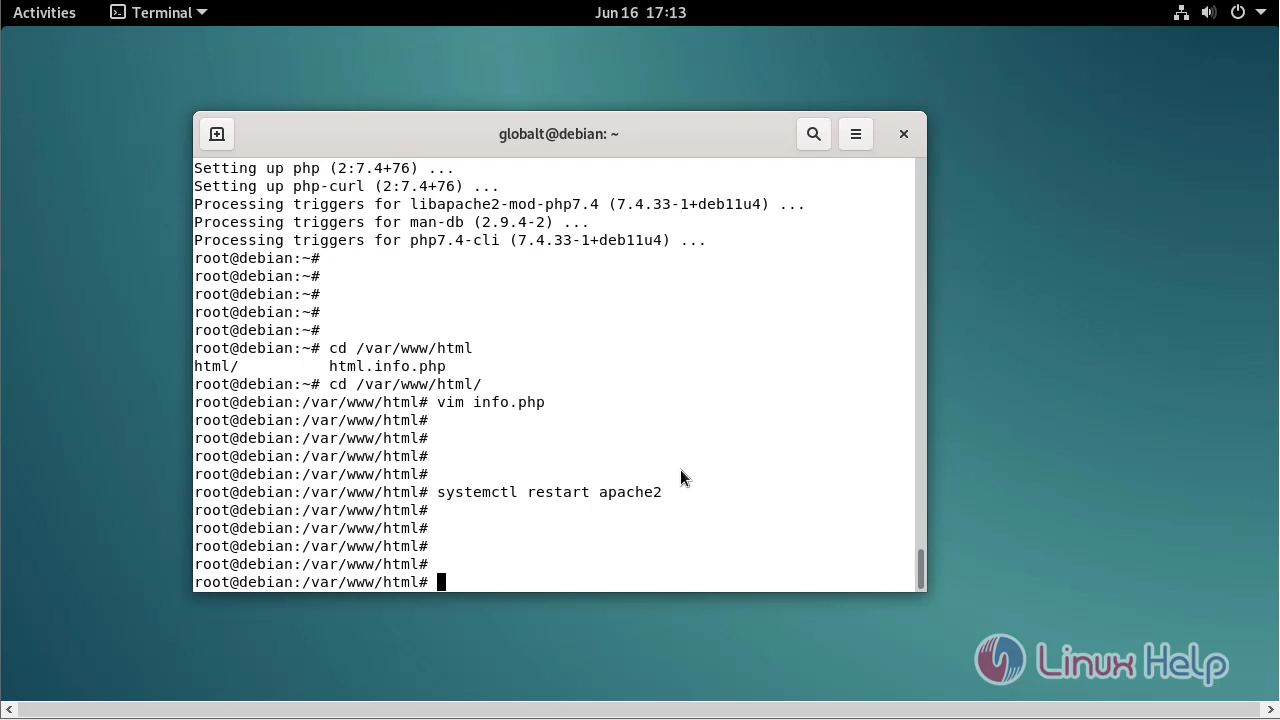 Activities Terminal Jun 16 17:13
globalt@debian: ~
Setting up php (2:7.4+76) ...
Setting up php-curl (2:7.4+76) ...
Processing triggers for libapache2-mod-php7.4 (7.4.33-1+deb11u4) ...
Processing triggers for man-db (2.9.4-2) ...
Processing triggers for php7.4-cli (7.4.33-1+deb11u4) ...
root@debian:~#
root@debian:~#
root@debian:~#
root@debian:~#
root@debian:~#
root@debian:~# cd /var/www/html
html/ html.info.php
root@debian:~# cd /var/www/html/
root@debian:/var/www/html# vim info.php
root@debian:/var/www/html#
root@debian:/var/www/html#
root@debian:/var/www/html#
root@debian:/var/www/html#
root@debian:/var/www/html# systemctl restart apache2
root@debian:/var/www/html#
root@debian:/var/www/html#
root@debian:/var/www/html#
root@debian:/var/www/html#
root@debian:/var/www/html#
Linux Help